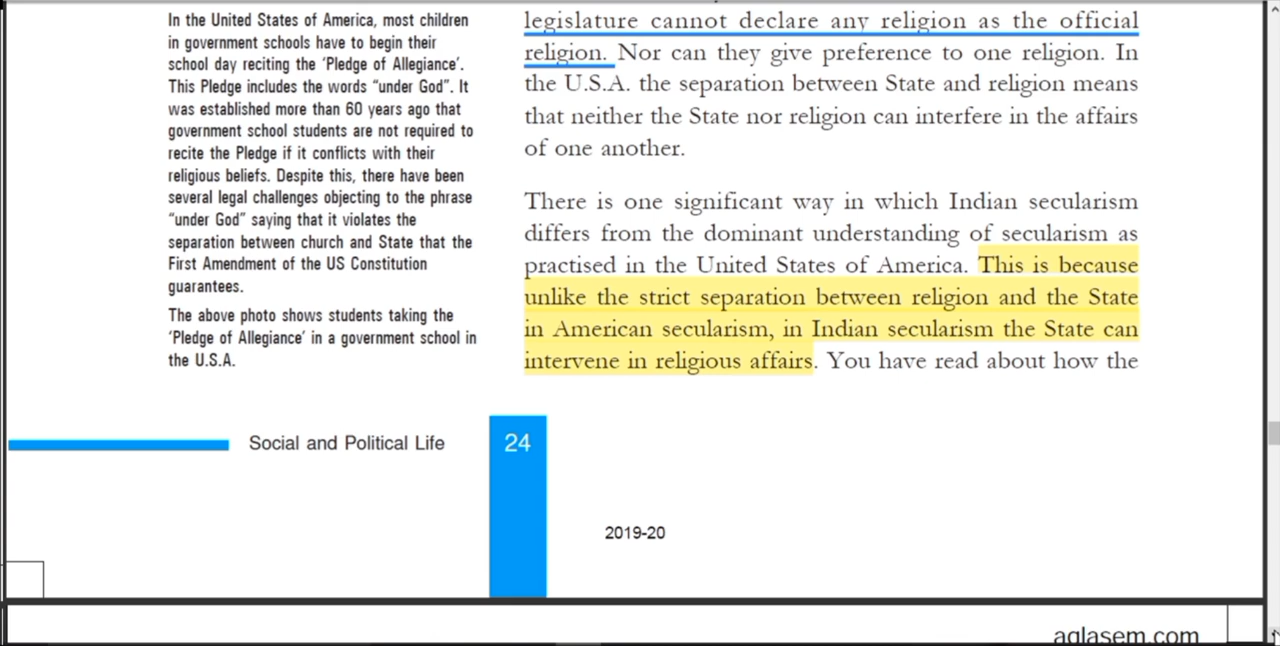 In the United States of America, most children
in government schools have to begin their
school day reciting the ‘Pledge of Allegiance’.
This Pledge includes the words “under God”. It
was established more than 60 years ago that
government school students are not required to
recite the Pledge if it conflicts with their
religious beliefs. Despite this, there have been
several legal challenges objecting to the phrase
“under God” saying that it violates the
separation between church and State that the
First Amendment of the US Constitution
guarantees.
The above photo shows students taking the
‘Pledge of Allegiance’ in a government school in
the U.S.A.
legislature cannot declare any religion as the official
religion. Nor can they give preference to one religion. In
the U.S.A. the separation between State and religion means
that neither the State nor religion can interfere in the affairs
of one another.
There is one significant way in which Indian secularism
differs from the dominant understanding of secularism as
practised in the United States of America. This is because
unlike the strict separation between religion and the State
in American secularism, in Indian secularism the State can
intervene in religious affairs. You have read about how the
Social and Political Life
24
2019-20
aglasem.com